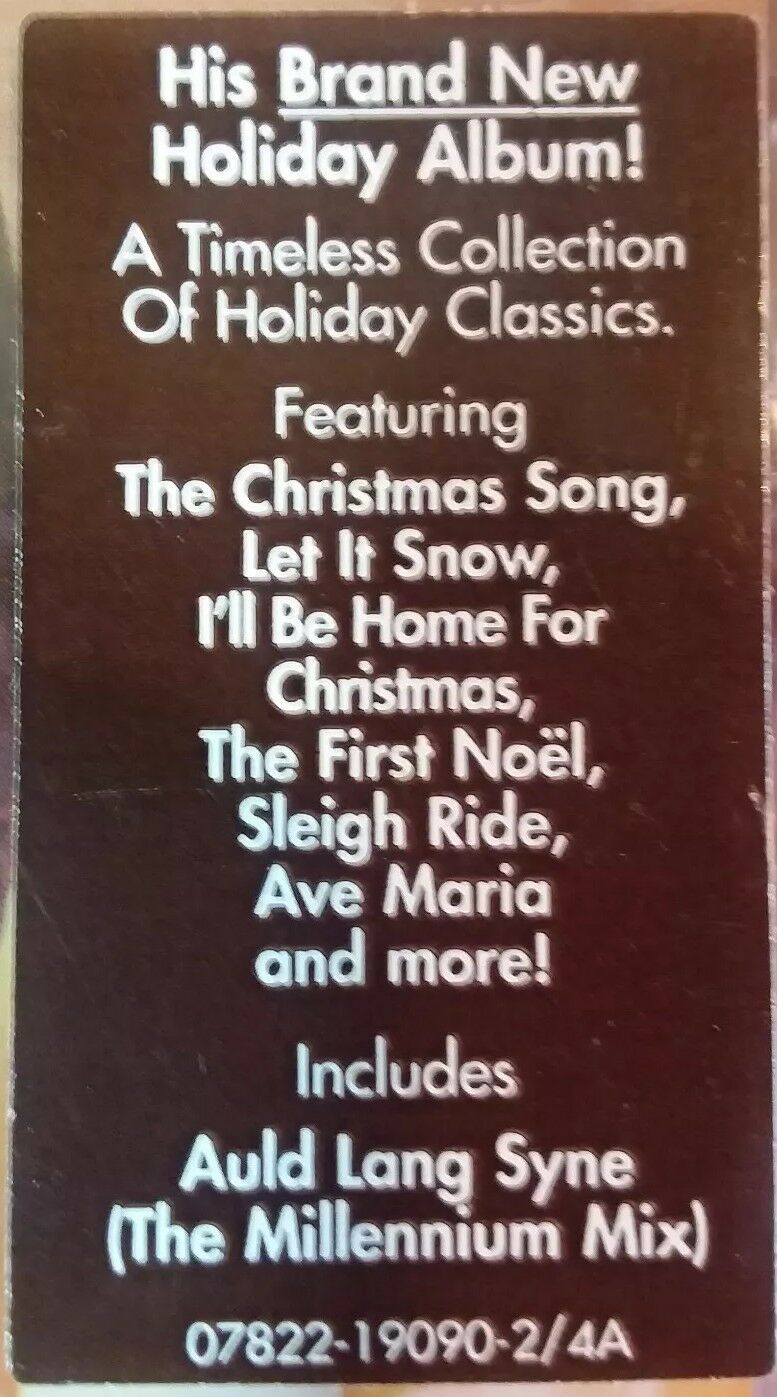 His Brand New
Holiday Album!
A Timeless Collection
Of Holiday Classics.
Featuring
The Christmas Song,
Let It Snow,
I'll Be Home For
Christmas,
The First Noël,
Sleigh Ride,
Ave Maria
and more!
Includes
Auld Lang Syne
(The Millennium Mix)
07822-19090-2/4A